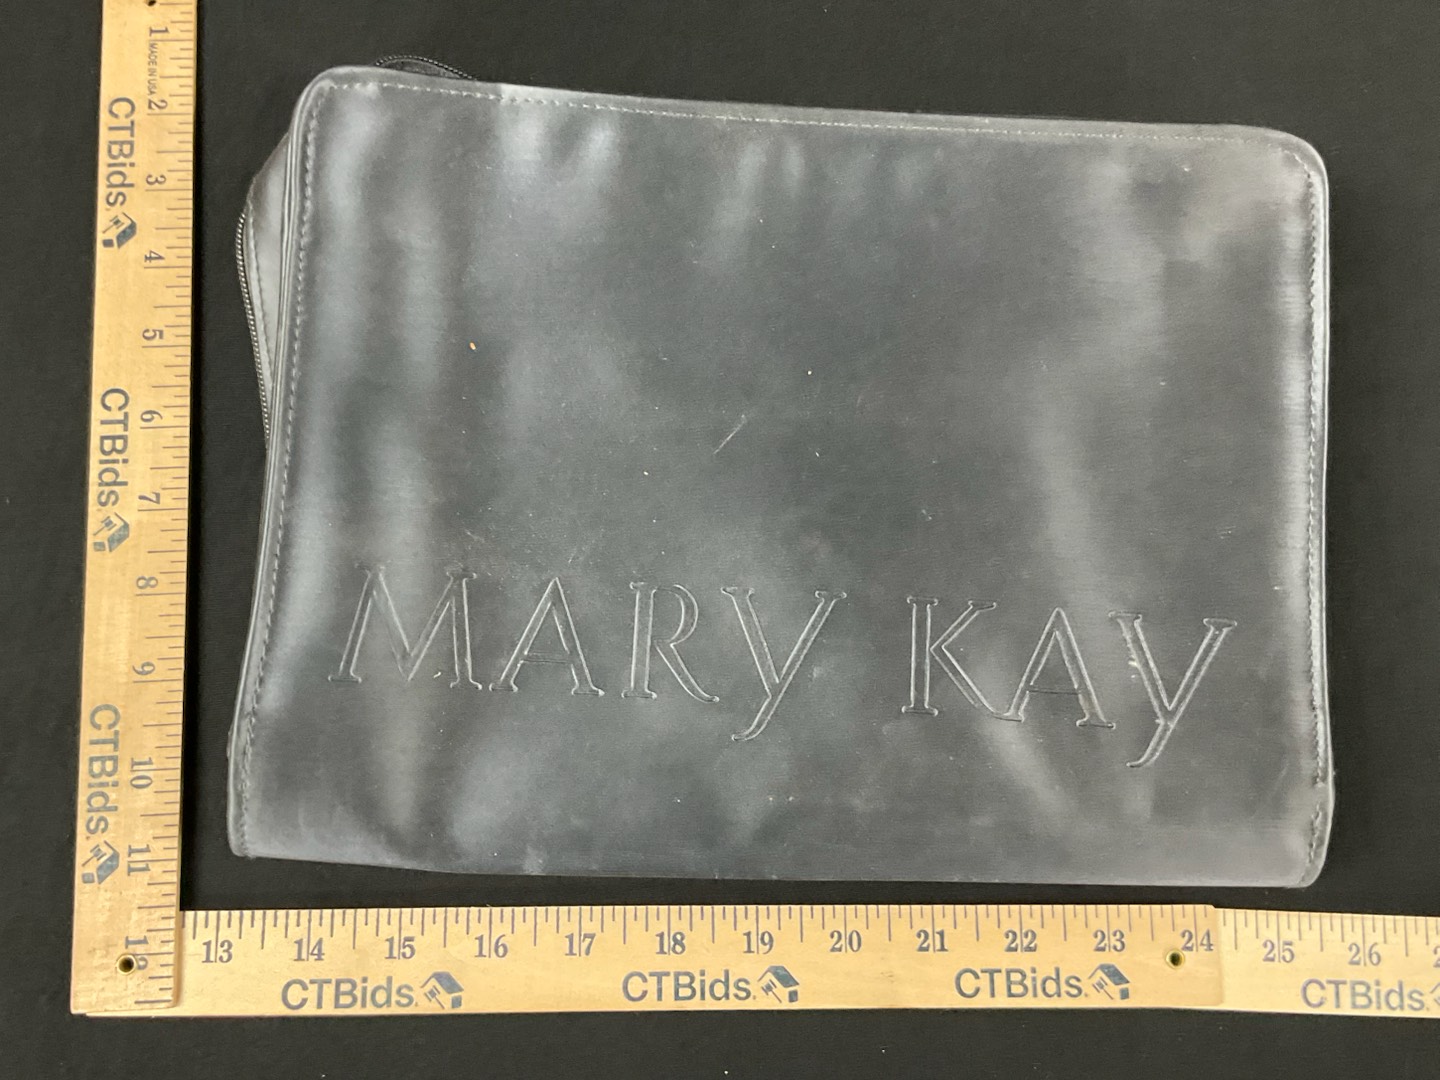 1
MADE IN USA
2
CTBids.
3
4
5
CTBids.
6
7
8
MARY KAY
9
CTBids.
10
11
12
13 14 15 16 17 18 19 20 21 22 23 24 25 26
CTBids. CTBids. CTBids. CTBids.